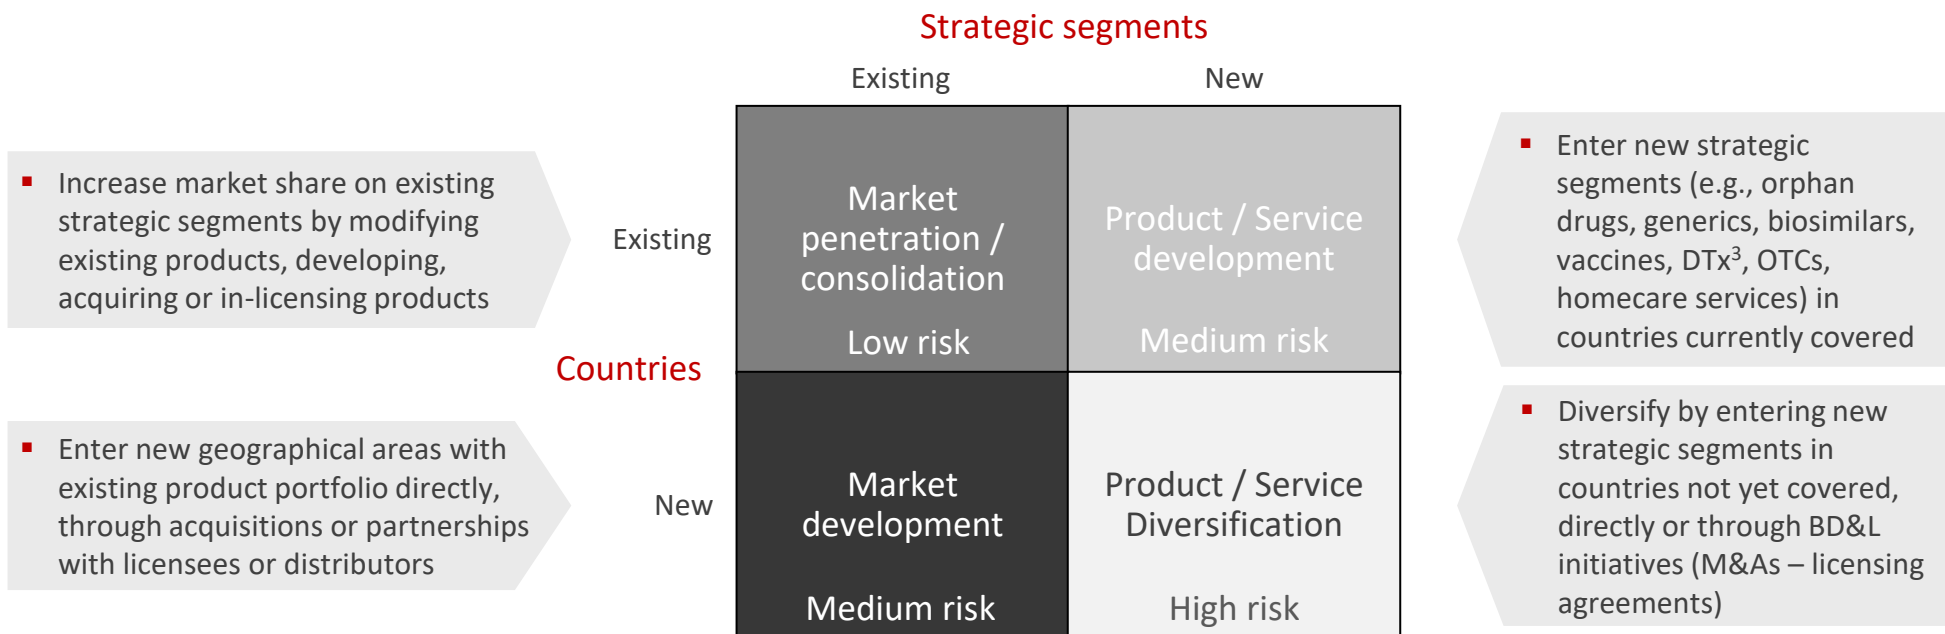 Strategic segments
Existing
New
▪ Increase market share on existing
strategic segments by modifying
existing products, developing,
acquiring or in-licensing products
Existing
Market
penetration /
consolidation
Low risk
Product / Service
development
Medium risk
▪ Enter new strategic
segments (e.g., orphan
drugs, generics, biosimilars,
vaccines, DTx³, OTCs,
homecare services) in
countries currently covered
Countries
▪ Enter new geographical areas with
existing product portfolio directly,
through acquisitions or partnerships
with licensees or distributors
New
Market
development
Medium risk
Product / Service
Diversification
High risk
▪ Diversify by entering new
strategic segments in
countries not yet covered,
directly or through BD&L
initiatives (M&As – licensing
agreements)